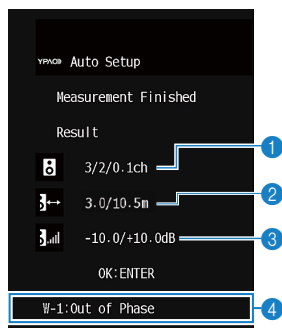 YPAO Auto Setup
Measurement Finished
Result
3/2/0.1ch
1
3.0/10.5m
2
-10.0/+10.0dB
3
OK:ENTER
W-1:Out of Phase
4